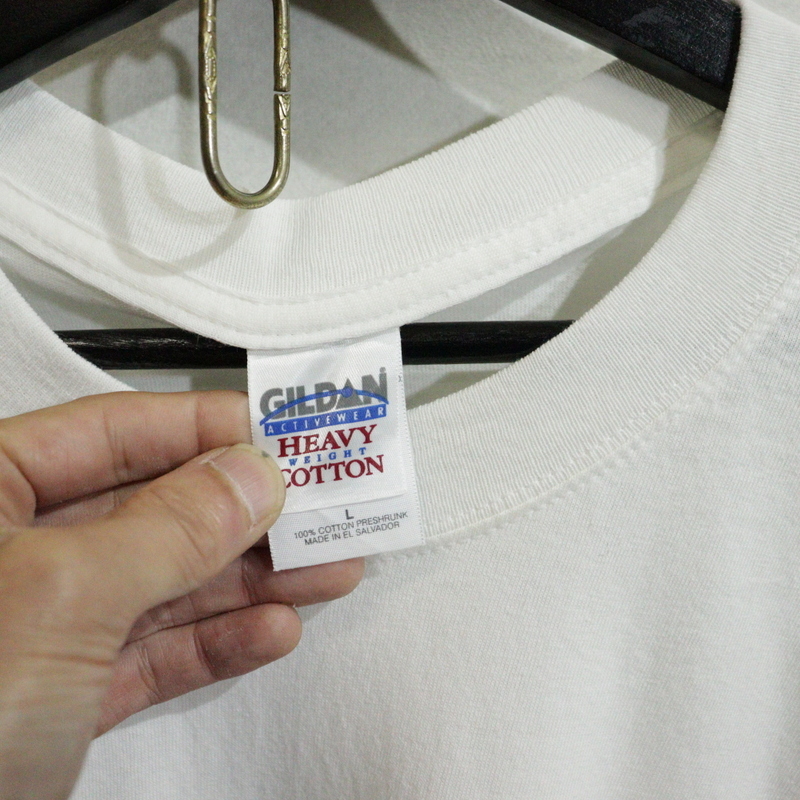 GILDAN
ACTIVEWEAR
HEAVY
WEIGHT
COTTON
L
100% COTTON PRESHRUNK
MADE IN EL SALVADOR